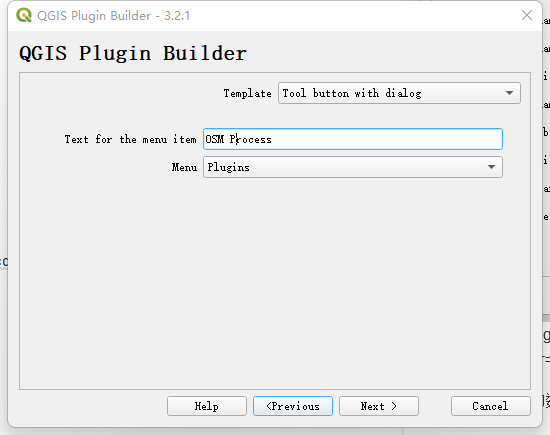 QGIS Plugin Builder - 3.2.1
QGIS Plugin Builder
Template Tool button with dialog
Text for the menu item OSM Process
Menu Plugins
Help <Previous Next > Cancel